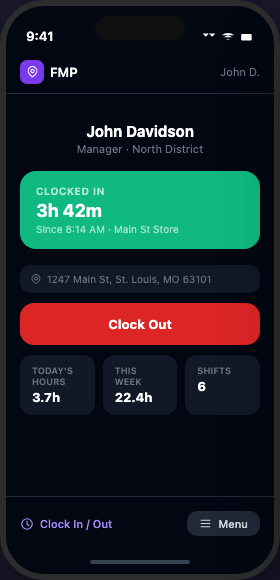 9:41
FMP
John D.
John Davidson
Manager · North District
CLOCKED IN
3h 42m
Since 8:14 AM · Main St Store
1247 Main St, St. Louis, MO 63101
Clock Out
TODAY'S
HOURS
3.7h
THIS
WEEK
22.4h
SHIFTS
6
Clock In / Out
Menu